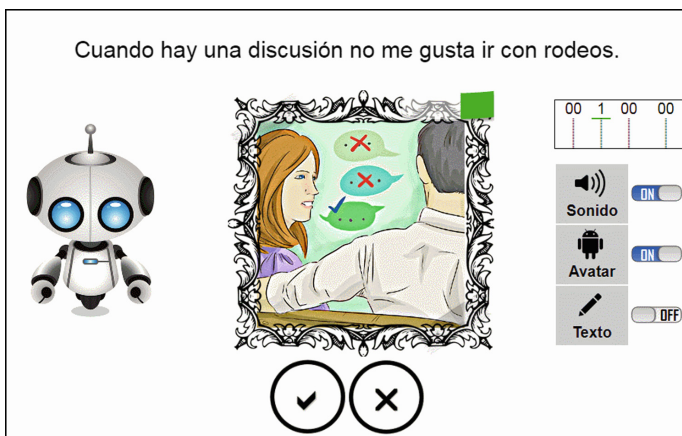 Cuando hay una discusión no me gusta ir con rodeos.
00 1 00 00
ON
Sonido
ON
Avatar
OFF
Texto